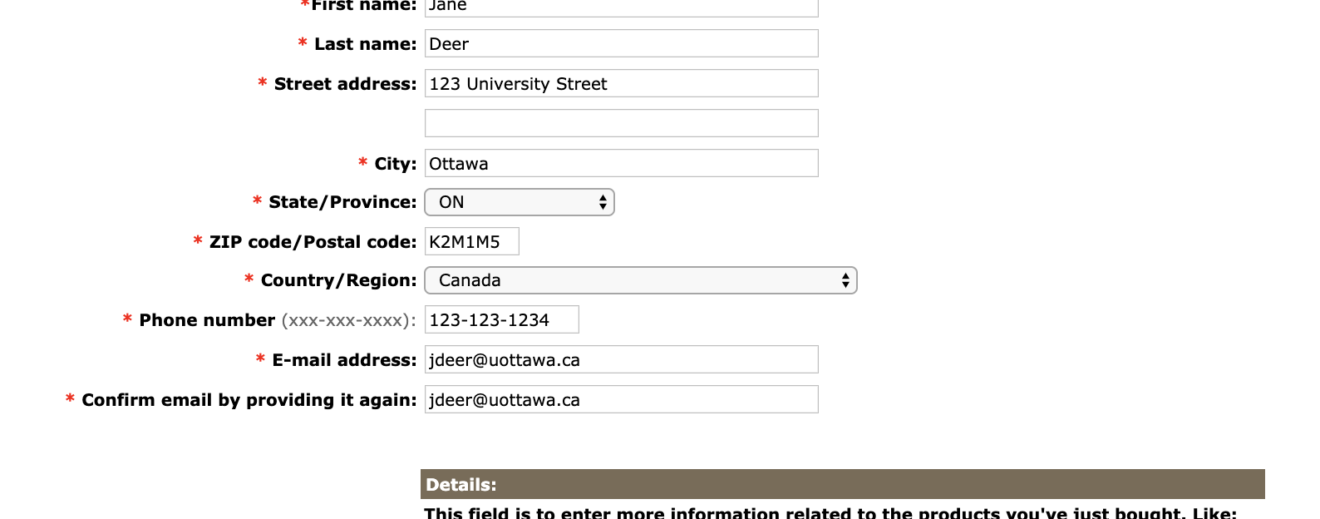 *First name: Jane
* Last name: Deer
* Street address: 123 University Street
* City: Ottawa
* State/Province: ON
* ZIP code/Postal code: K2M1M5
* Country/Region: Canada
* Phone number (xxx-xxx-xxxx): 123-123-1234
* E-mail address: jdeer@uottawa.ca
* Confirm email by providing it again: jdeer@uottawa.ca
Details:
This field is to enter more information related to the products you've just bought. Like: